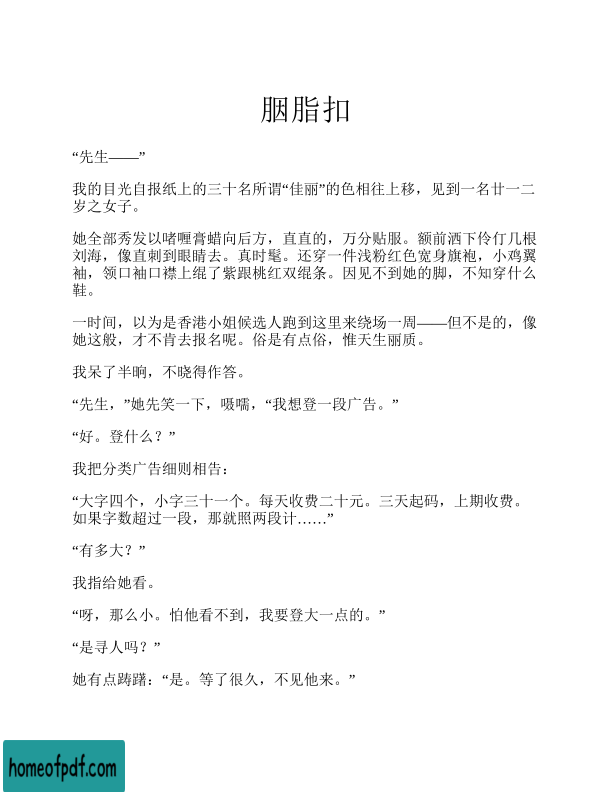 胭脂扣
“先生——”
我的目光自报纸上的三十名所谓“佳丽”的色相往上移，见到一名廿一二
岁之女子。
她全部秀发以啫喱膏蜡向后方，直直的，万分贴服。额前洒下伶仃几根
刘海，像直刺到眼睛去。真时髦。还穿一件浅粉红色宽身旗袍，小鸡翼
袖，领口袖口襟上绲了紫跟桃红双绲条。因见不到她的脚，不知穿什么
鞋。
一时间，以为是香港小姐候选人跑到这里来绕场一周——但不是的，像
她这般，才不肯去报名呢。俗是有点俗，惟天生丽质。
我呆了半晌，不晓得作答。
“先生，”她先笑一下，嗫嚅，“我想登一段广告。”
“好。登什么？”
我把分类广告细则相告：
“大字四个，小字三十一个。每天收费二十元。三天起码，上期收费。
如果字数超过一段，那就照两段计……”
“有多大？”
我指给她看。
“呀，那么小。怕他看不到，我要登大一点的。”
“是寻人吗？”
她有点踌躇：“是。等了很久，不见他来。”
homeofpdf.com